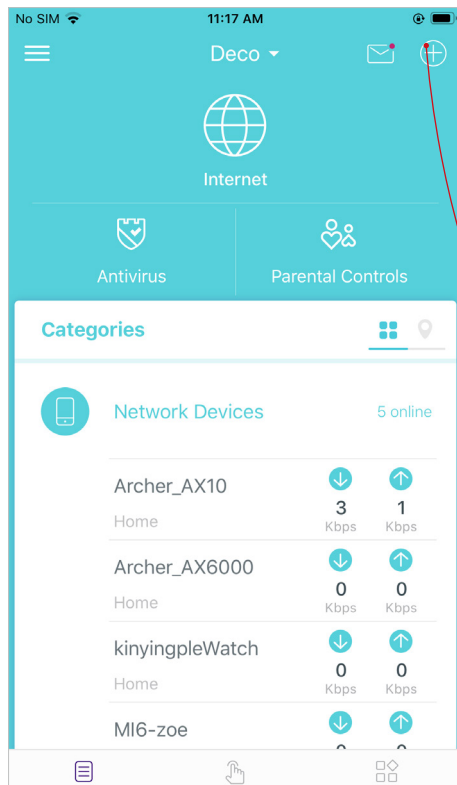 No SIM 11:17 AM
Deco
Internet
Antivirus Parental Controls
Categories
Network Devices 5 online
Archer_AX10
Home
3 Kbps 1 Kbps
Archer_AX6000
Home
0 Kbps 0 Kbps
kinyingpleWatch
Home
0 Kbps 0 Kbps
MI6-zoe